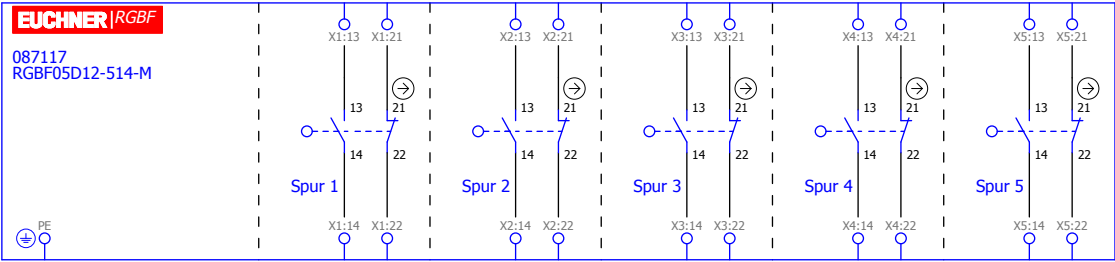 EUCHNER RGBF
087117
RGBF05D12-514-M
X1:13 X1:21 X2:13 X2:21 X3:13 X3:21 X4:13 X4:21 X5:13 X5:21
13 21 13 21 13 21 13 21 13 21
14 22 14 22 14 22 14 22 14 22
Spur 1 Spur 2 Spur 3 Spur 4 Spur 5
PE X1:14 X1:22 X2:14 X2:22 X3:14 X3:22 X4:14 X4:22 X5:14 X5:22